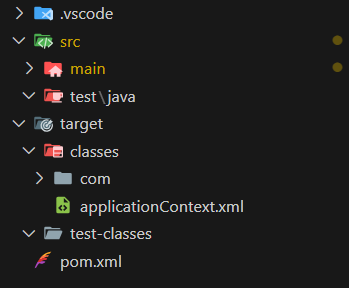 .vscode
src
main
test\java
target
classes
com
applicationContext.xml
test-classes
pom.xml